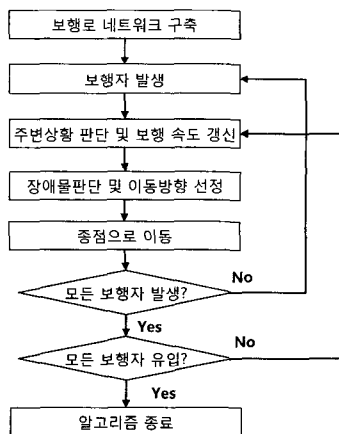 보행로 네트워크 구축
보행자 발생
주변상황 판단 및 보행 속도 갱신
장애물판단 및 이동방향 선정
종점으로 이동
모든 보행자 발생?
No
Yes
모든 보행자 유입?
No
Yes
알고리즘 종료